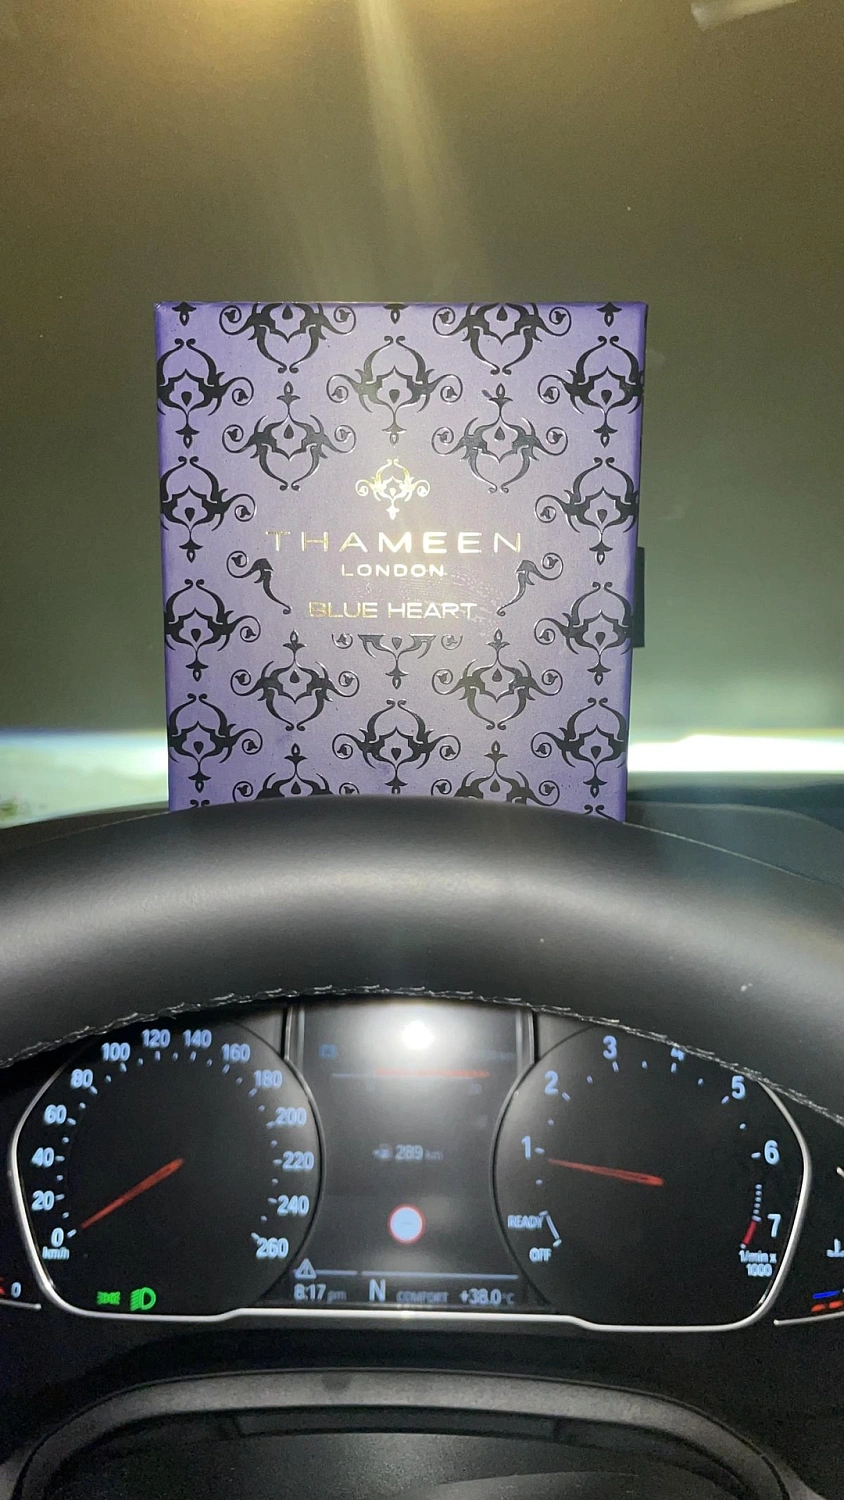 THAMEEN
LONDON
BLUE HEART
0
20
40
60
80
100
120
140
160
180
200
220
240
260
km/h
289 km
8:17 pm
N
COMFORT
+38.0°C
READY
OFF
1
2
3
4
5
6
7
1/min x
1000
0